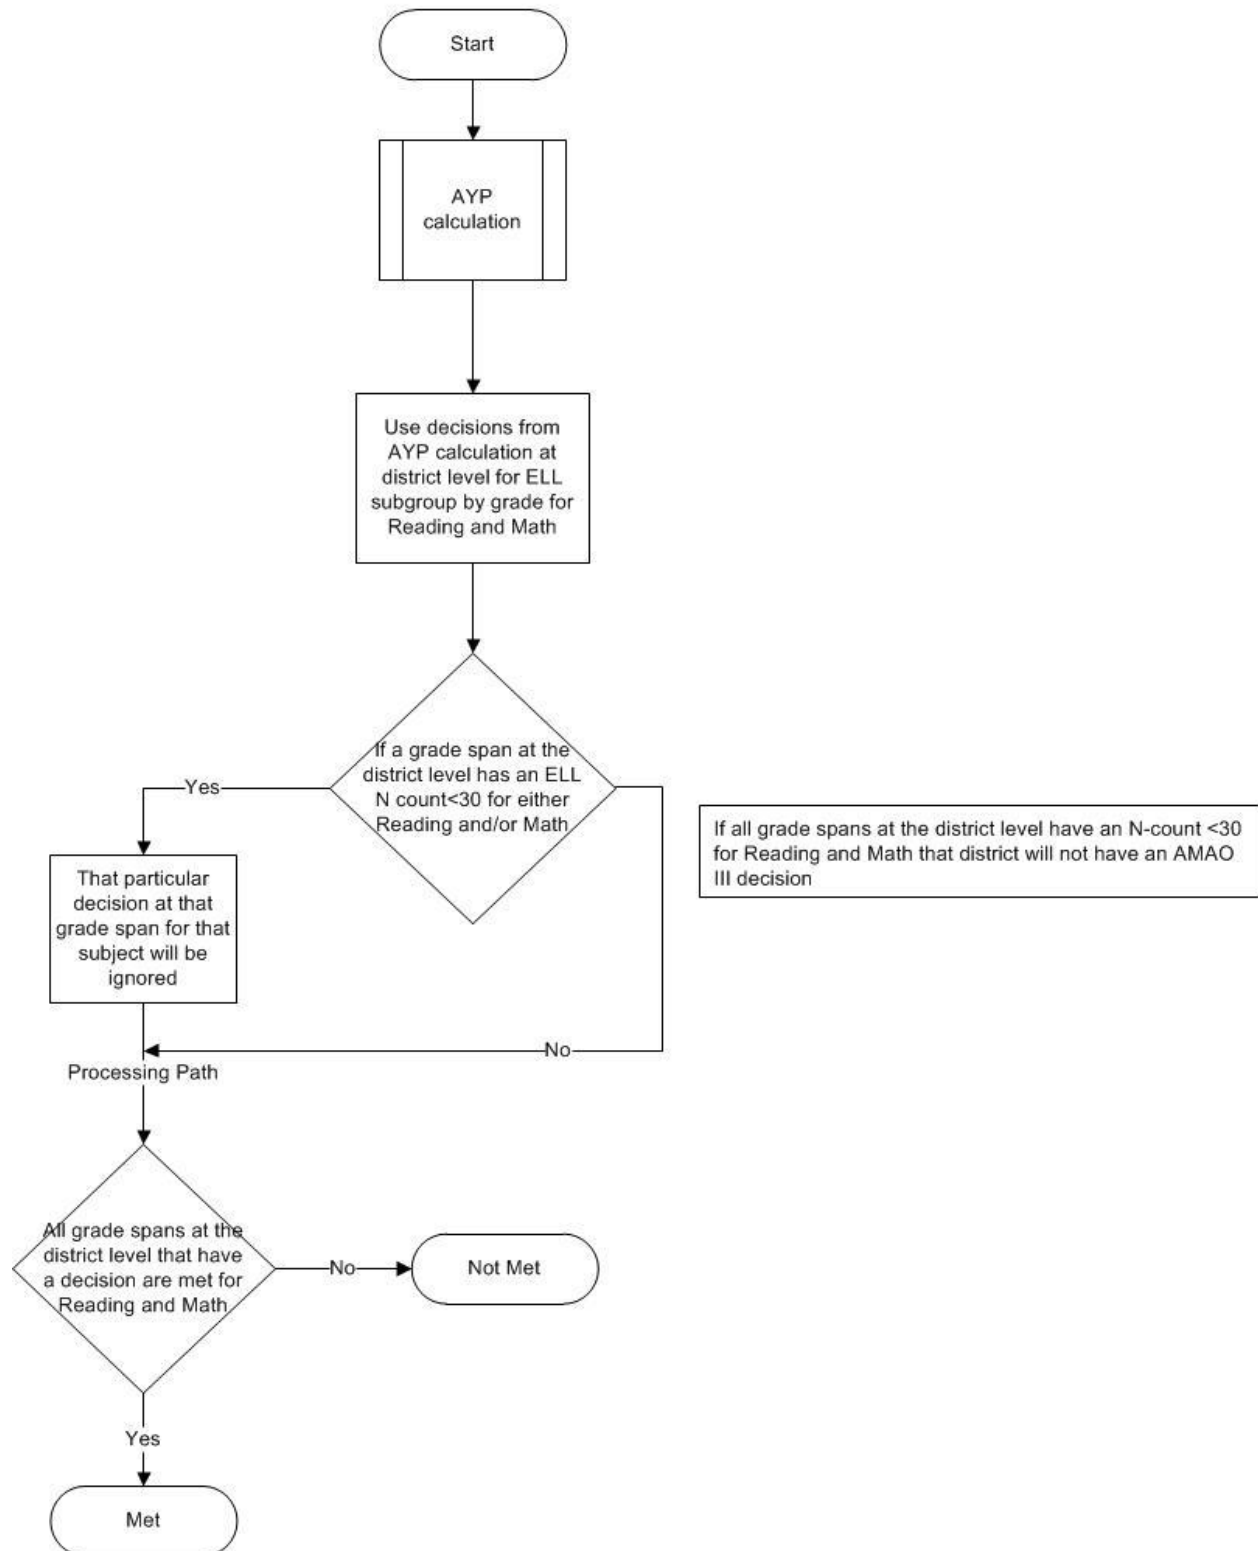 Start
AYP
calculation
Use decisions from
AYP calculation at
district level for ELL
subgroup by grade for
Reading and Math
If a grade span at the
district level has an ELL
N count<30 for either
Reading and/or Math
Yes
If all grade spans at the district level have an N-count <30
for Reading and Math that district will not have an AMAO
III decision
That particular
decision at that
grade span for that
subject will be
ignored
No
Processing Path
All grade spans at the
district level that have
a decision are met for
Reading and Math
No
Not Met
Yes
Met